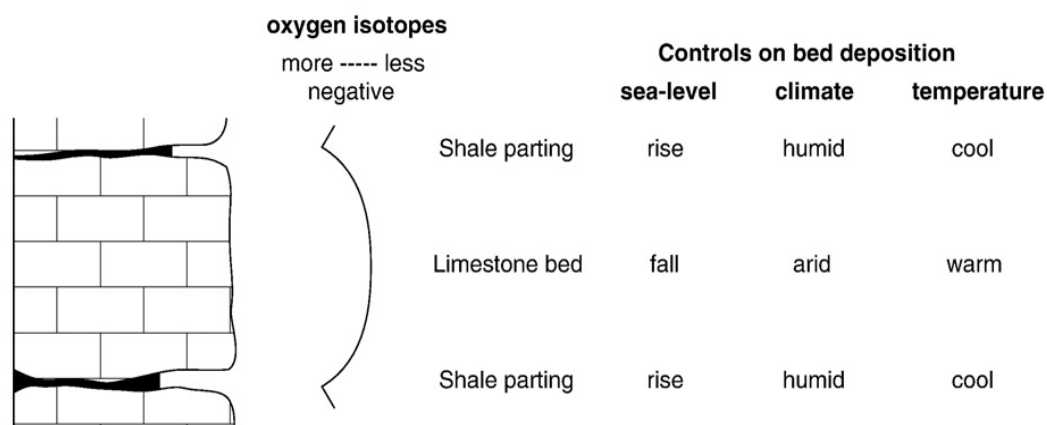 oxygen isotopes
more ----- less
negative
Controls on bed deposition
sea-level climate temperature
Shale parting rise humid cool
Limestone bed fall arid warm
Shale parting rise humid cool